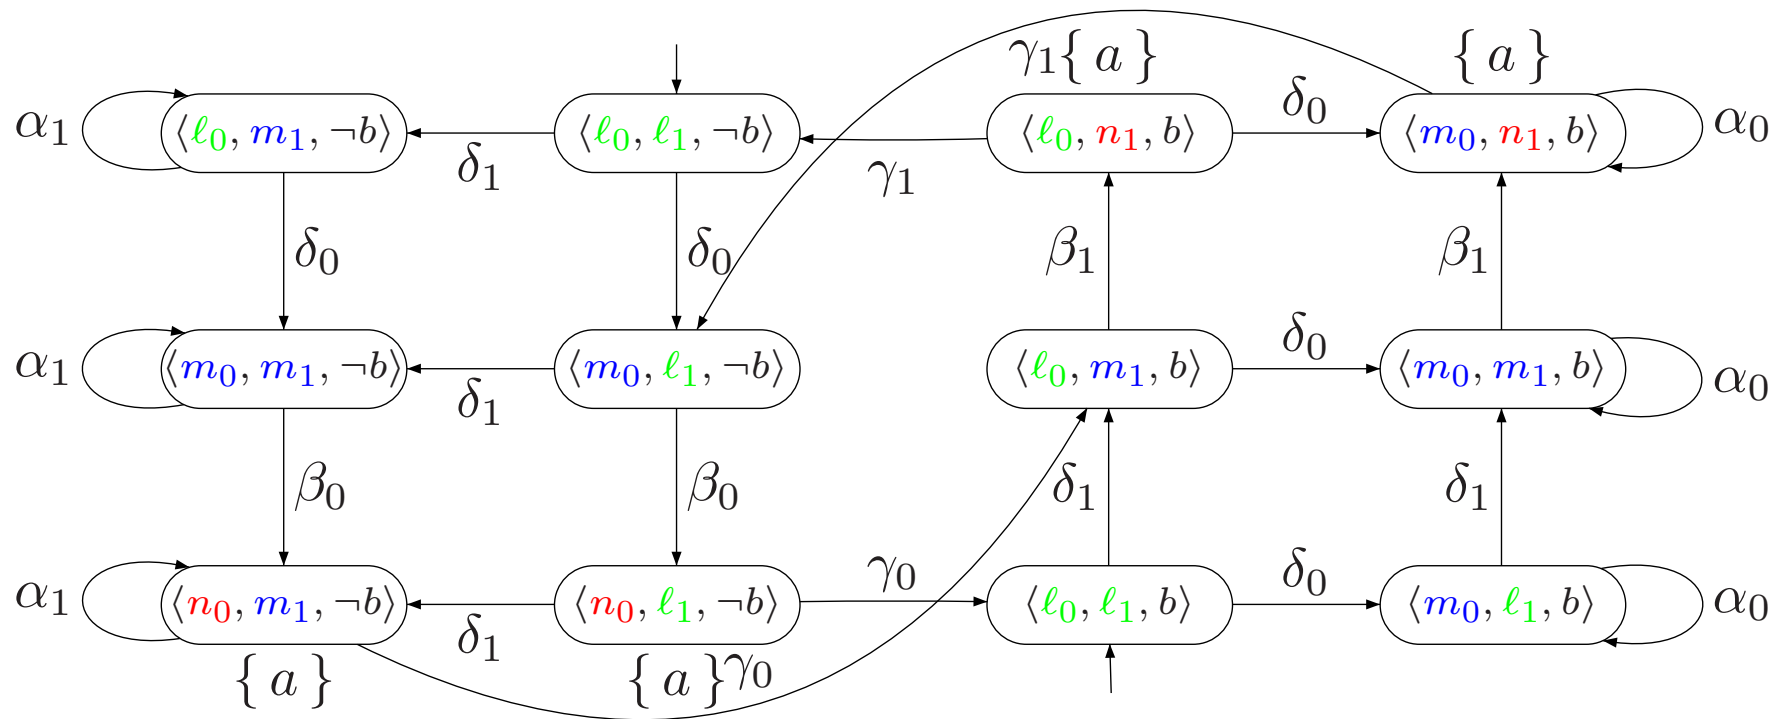 γ₁{ a } { a }
α₁ ⟨ℓ₀, m₁, ¬b⟩ ⟨ℓ₀, ℓ₁, ¬b⟩ ⟨ℓ₀, n₁, b⟩ δ₀ ⟨m₀, n₁, b⟩ α₀
δ₁ γ₁
δ₀ δ₀ β₁ β₁
α₁ ⟨m₀, m₁, ¬b⟩ ⟨m₀, ℓ₁, ¬b⟩ ⟨ℓ₀, m₁, b⟩ δ₀ ⟨m₀, m₁, b⟩ α₀
δ₁
β₀ β₀ δ₁ δ₁
α₁ ⟨n₀, m₁, ¬b⟩ ⟨n₀, ℓ₁, ¬b⟩ γ₀ ⟨ℓ₀, ℓ₁, b⟩ δ₀ ⟨m₀, ℓ₁, b⟩ α₀
δ₁
{ a } { a }γ₀